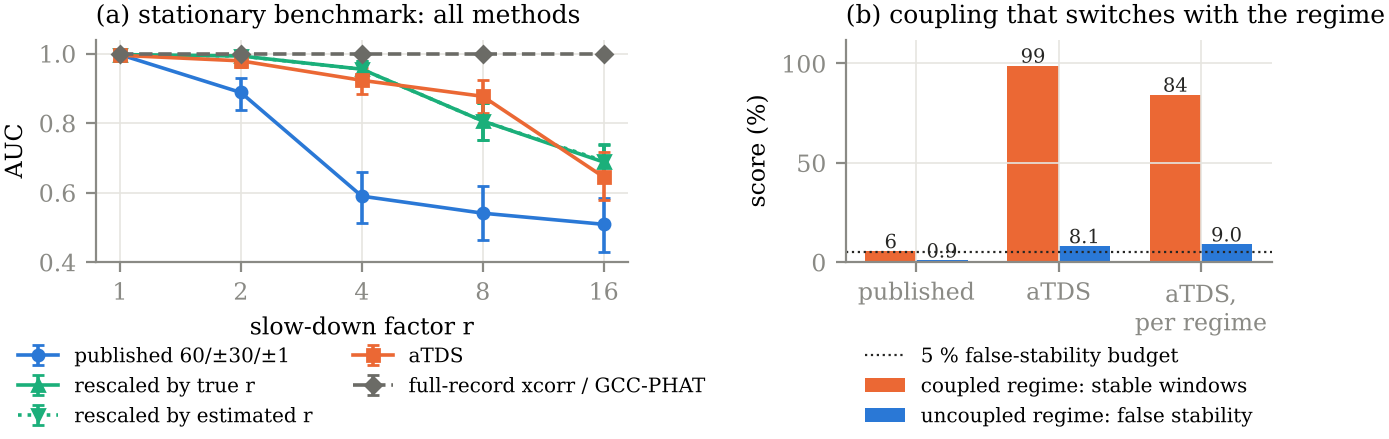 (a) stationary benchmark: all methods
1.0
0.8
0.6
0.4
AUC
1
2
4
8
16
slow-down factor r
published 60/±30/±1
rescaled by true r
rescaled by estimated r
aTDS
full-record xcorr / GCC-PHAT
(b) coupling that switches with the regime
100
50
0
score (%)
6
0.9
99
8.1
84
9.0
published
aTDS
aTDS,
per regime
5 % false-stability budget
coupled regime: stable windows
uncoupled regime: false stability